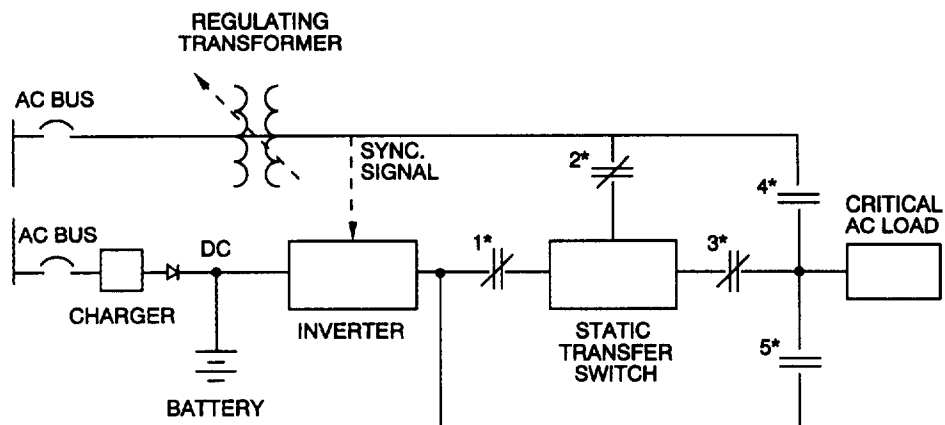 REGULATING
TRANSFORMER
AC BUS
SYNC.
SIGNAL
2*
4*
CRITICAL
AC LOAD
AC BUS
DC
1*
3*
CHARGER
INVERTER
STATIC
TRANSFER
SWITCH
5*
BATTERY